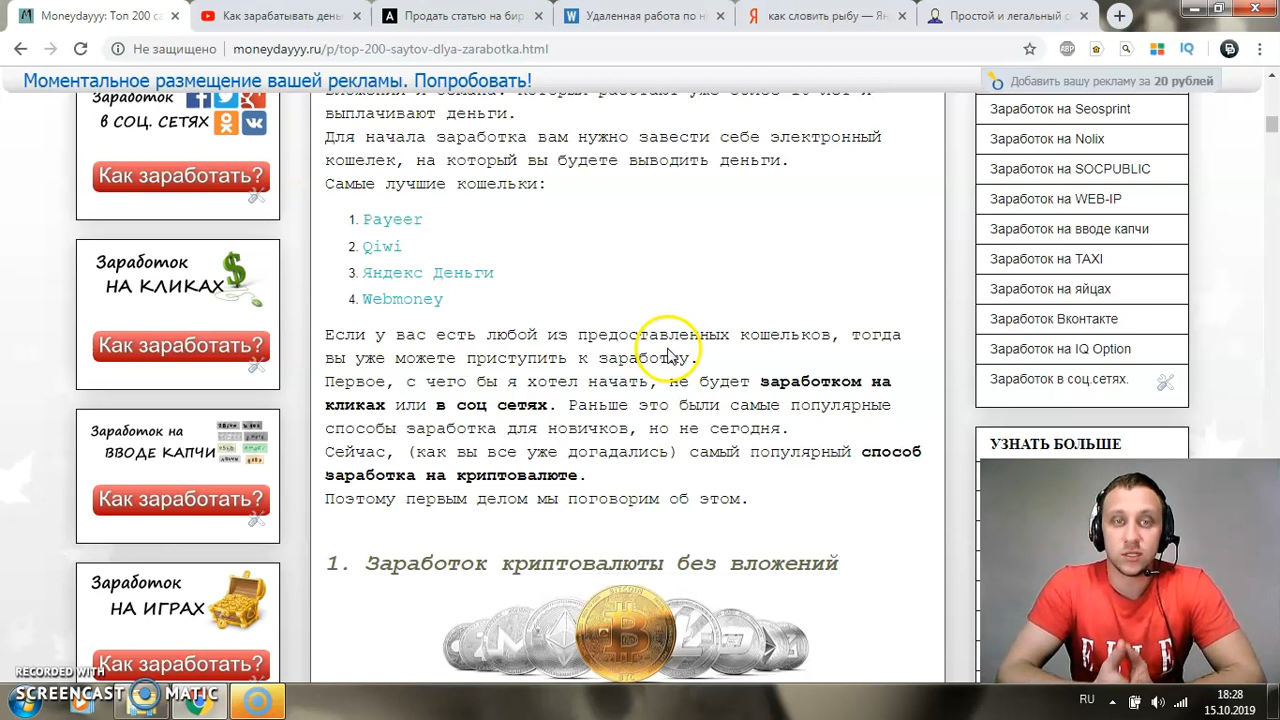 Moneydayyy: Топ 200 са
Как зарабатывать день
Продать статью на бир
Удаленная работа по н
как словить рыбу — Ян
Простой и легальный с
Не защищено
moneydayyy.ru/p/top-200-saytov-dlya-zarabotka.html
ABP
IQ
Моментальное размещение вашей рекламы. Попробовать!
Добавить вашу рекламу за 20 рублей
Заработок
В СОЦ. СЕТЯХ
Как заработать?
Заработок
НА КЛИКАХ
Как заработать?
Заработок на
ВВОДЕ КАПЧИ
Как заработать?
Заработок
НА ИГРАХ
Как заработать?
выплачивают деньги.
Для начала заработка вам нужно завести себе электронный
кошелек, на который вы будете выводить деньги.
Самые лучшие кошельки:
1. Payeer
2. Qiwi
3. Яндекс Деньги
4. Webmoney
Если у вас есть любой из предоставленных кошельков, тогда
вы уже можете приступить к заработку.
Первое, с чего бы я хотел начать, не будет заработком на
кликах или в соц сетях. Раньше это были самые популярные
способы заработка для новичков, но не сегодня.
Сейчас, (как вы все уже догадались) самый популярный способ
заработка на криптовалюте.
Поэтому первым делом мы поговорим об этом.
1. Заработок криптовалюты без вложений
Заработок на Seosprint
Заработок на Nolix
Заработок на SOCPUBLIC
Заработок на WEB-IP
Заработок на вводе капчи
Заработок на TAXI
Заработок на яйцах
Заработок Вконтакте
Заработок на IQ Option
Заработок в соц.сетях.
УЗНАТЬ БОЛЬШЕ
RECORDED WITH
SCREENCAST MATIC
RU
18:28
15.10.2019